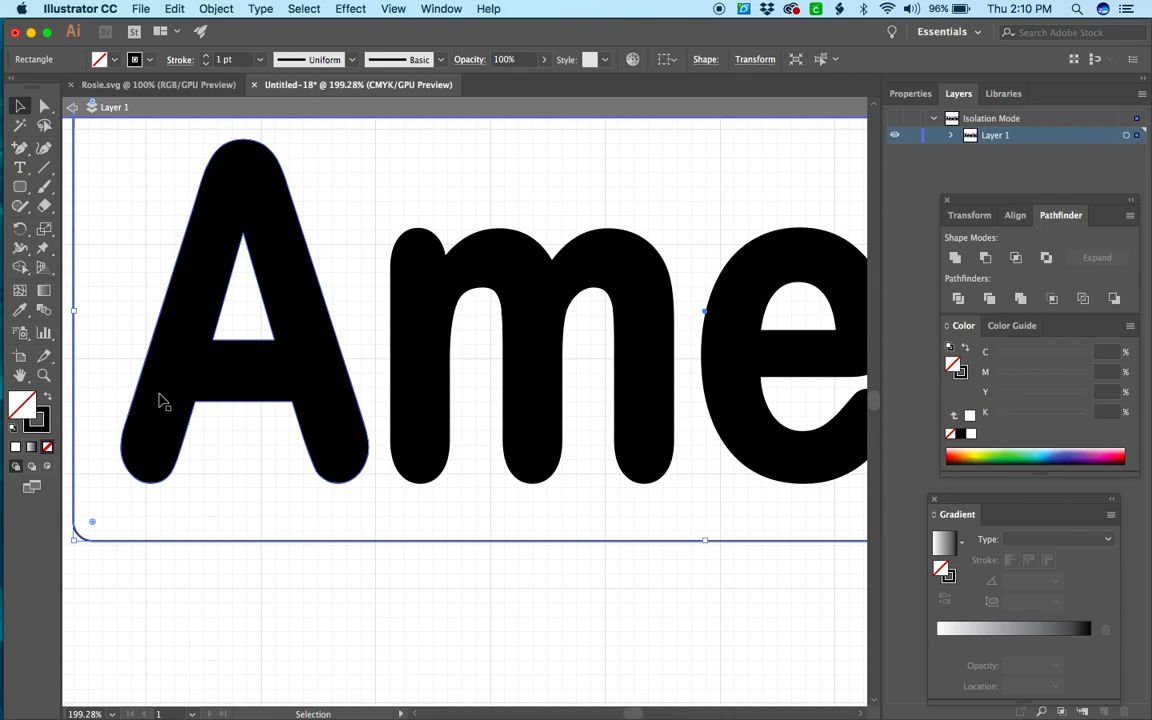 Illustrator CC File Edit Object Type Select Effect View Window Help 96% Thu 2:10 PM
Ai Br St Essentials Search Adobe Stock
Rectangle Stroke: 1 pt Uniform Basic Opacity: 100% Style: Shape: Transform
× Rosie.svg @ 100% (RGB/GPU Preview) × Untitled-18* @ 199.28% (CMYK/GPU Preview)
Properties Layers Libraries
Layer 1
Isolation Mode
Layer 1
Ame
Transform Align Pathfinder
Shape Modes:
Expand
Pathfinders:
Color Color Guide
C %
M %
Y %
K %
Gradient
Type:
Stroke:
Opacity:
Location:
199.28% 1 Selection